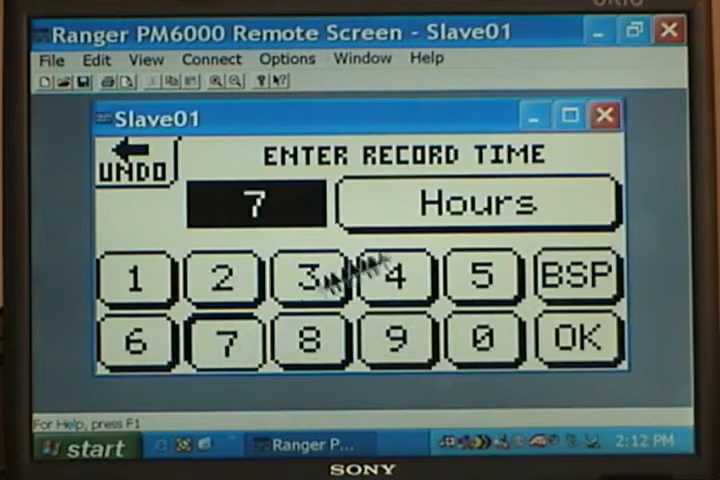 Ranger PM6000 Remote Screen - Slave01
File Edit View Connect Options Window Help
Slave01
UNDO
ENTER RECORD TIME
7 Hours
1 2 3 4 5 BSP
6 7 8 9 0 OK
For Help, press F1
start Ranger P... 2:12 PM
SONY